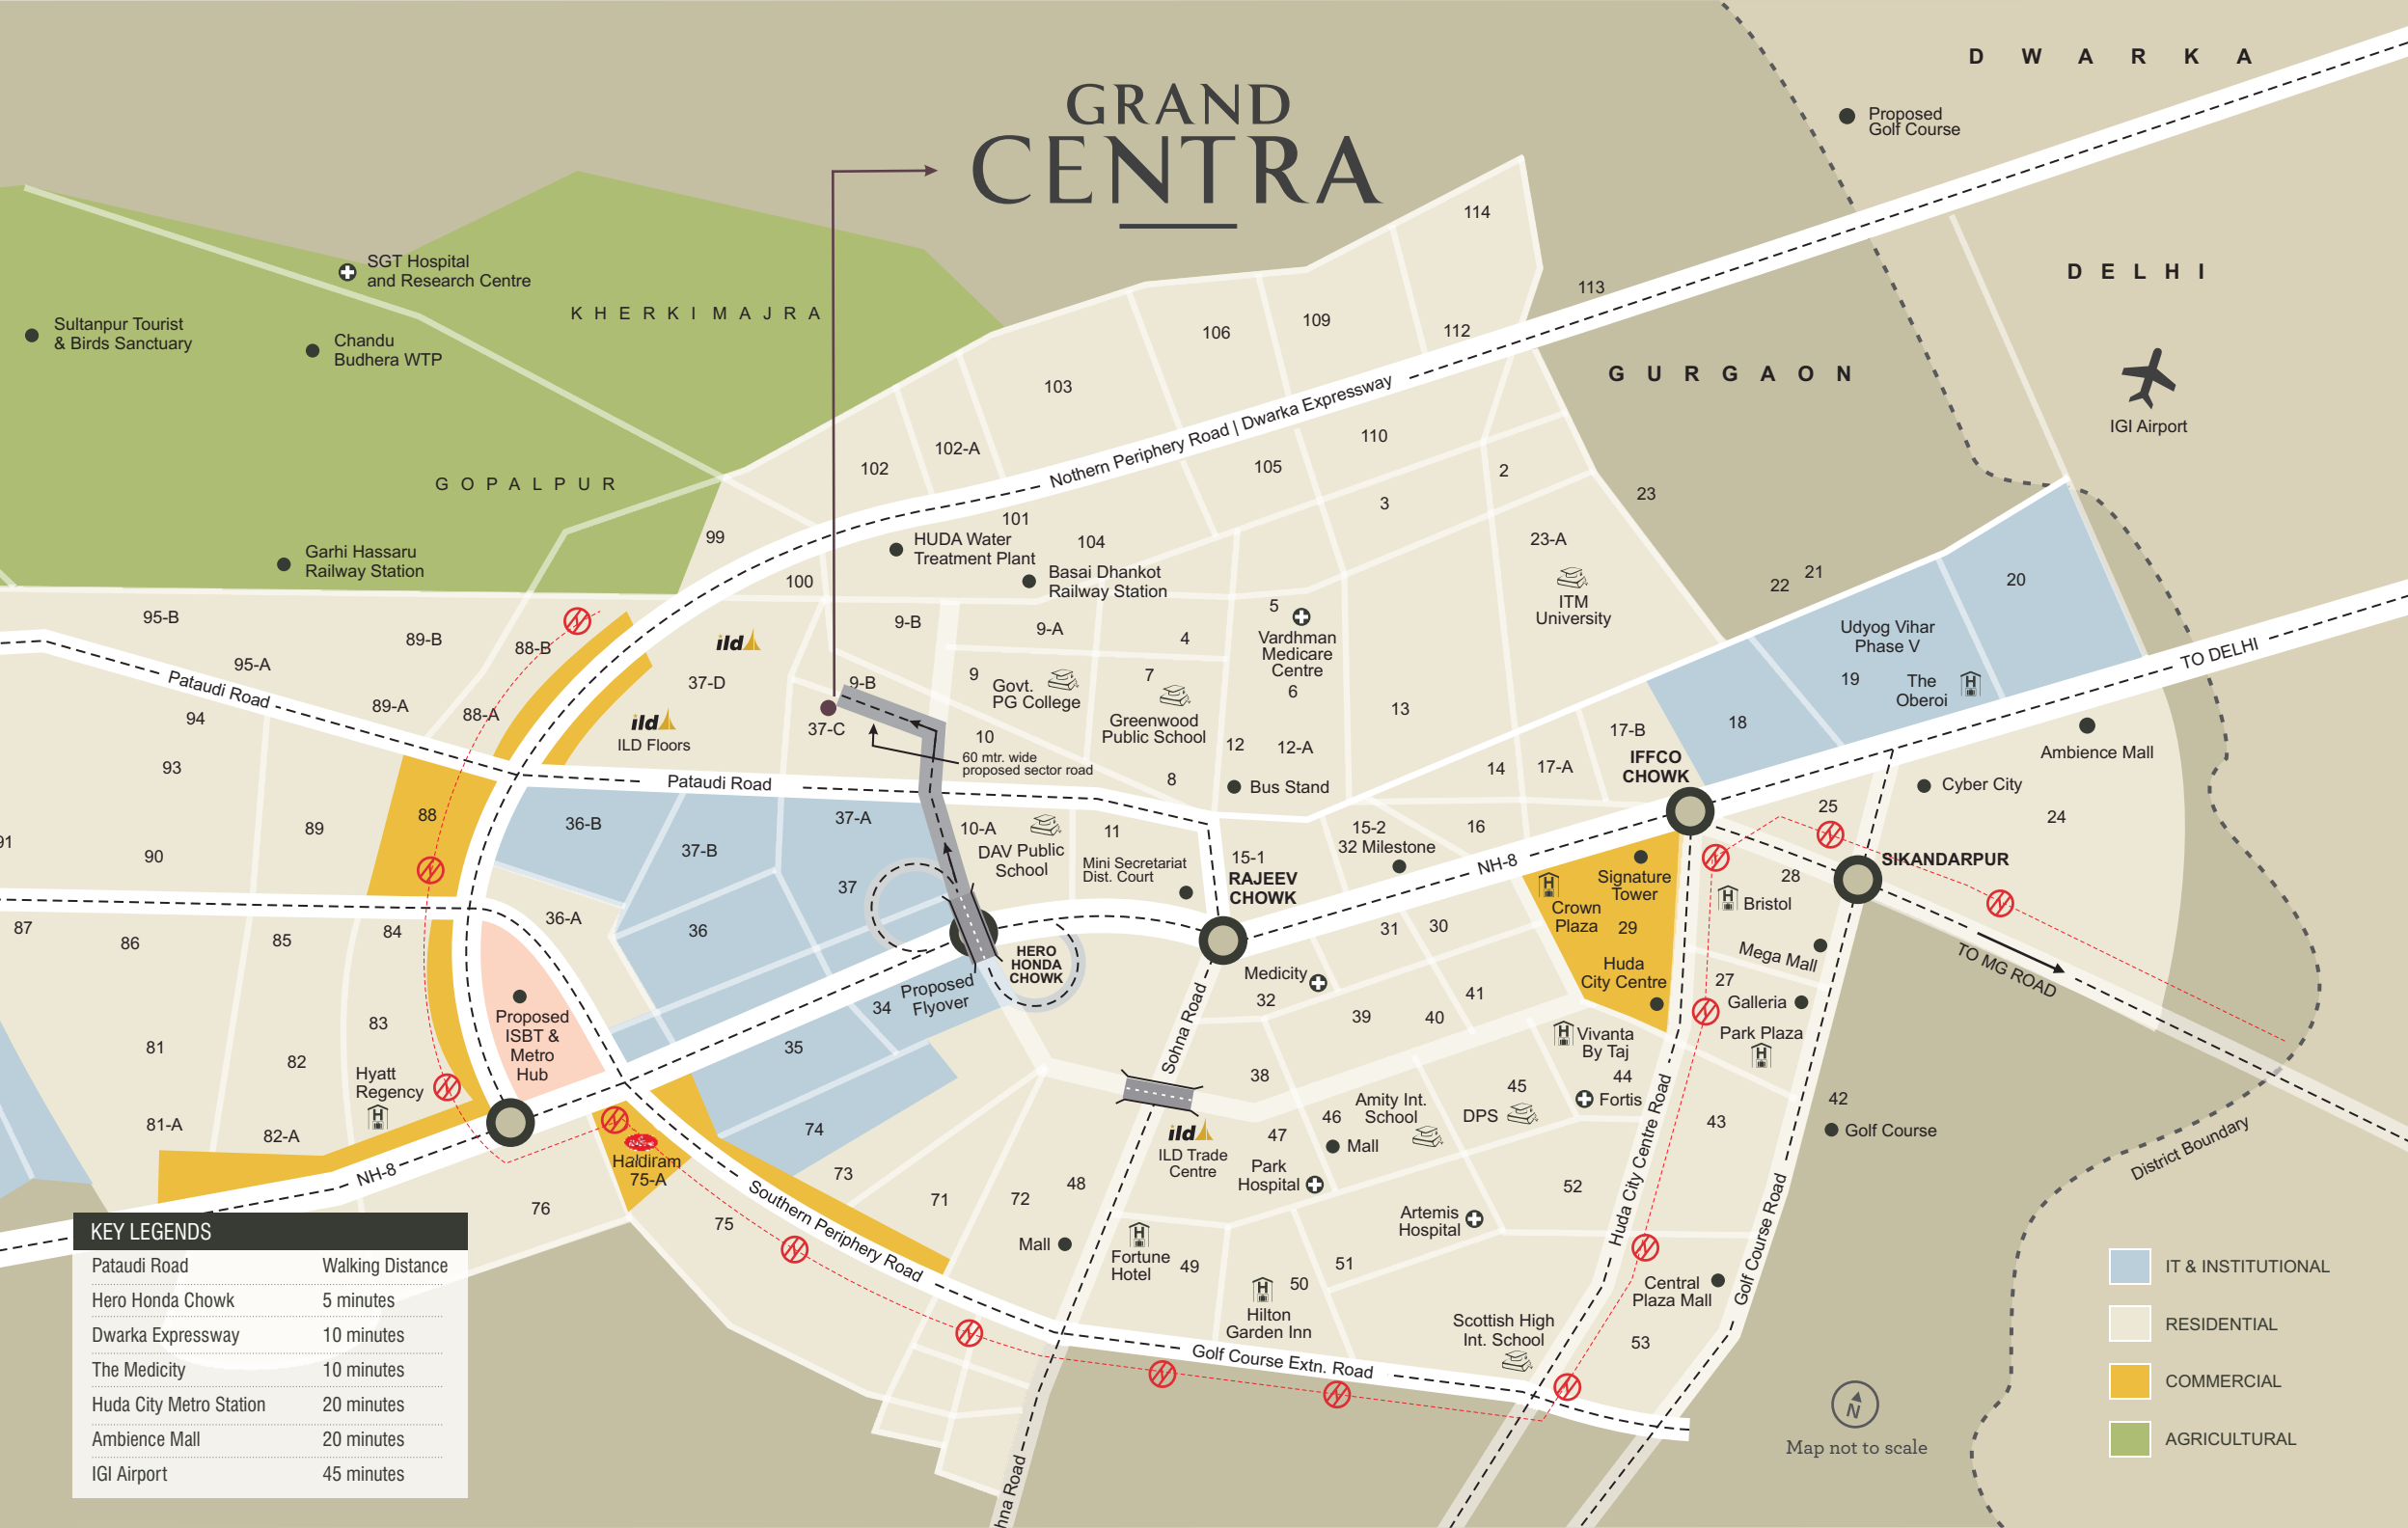 GRAND
CENTRA
D W A R K A
Proposed
Golf Course
D E L H I
IGI Airport
G U R G A O N
SGT Hospital
and Research Centre
K H E R K I M A J R A
Sultanpur Tourist
& Birds Sanctuary
Chandu
Budhera WTP
G O P A L P U R
Garhi Hassaru
Railway Station
114
113
112
109
106
103
102-A
102
110
105
Nothern Periphery Road | Dwarka Expressway
2
3
23
101
HUDA Water
Treatment Plant
104
Basai Dhankot
Railway Station
99
100
23-A
ITM
University
22
21
20
Udyog Vihar
Phase V
19
The
Oberoi
18
TO DELHI
95-B
95-A
89-B
88-B
Pataudi Road
94
89-A
88-A
ild
37-D
ild
ILD Floors
9-B
9-B
37-C
9-A
9
Govt.
PG College
10
60 mtr. wide
proposed sector road
4
7
Greenwood
Public School
8
5
Vardhman
Medicare
Centre
6
12
12-A
Bus Stand
13
14
17-A
17-B
IFFCO
CHOWK
Ambience Mall
Cyber City
24
25
93
91
90
89
88
Pataudi Road
36-B
37-B
37-A
37
36
36-A
10-A
DAV Public
School
11
Mini Secretariat
Dist. Court
15-1
RAJEEV
CHOWK
15-2
32 Milestone
16
NH-8
Signature
Tower
Crown
Plaza
29
Huda
City Centre
28
Bristol
SIKANDARPUR
Mega Mall
27
Galleria
Park Plaza
TO MG ROAD
87
86
85
84
83
82
81
81-A
82-A
Hyatt
Regency
Proposed
ISBT &
Metro
Hub
HERO
HONDA
CHOWK
34
Proposed
Flyover
35
74
73
Medicity
32
31
30
39
40
41
38
Sohna Road
Vivanta
By Taj
44
Fortis
45
DPS
Amity Int.
School
46
Mall
47
Park
Hospital
ild
ILD Trade
Centre
43
42
Golf Course
District Boundary
Huda City Centre Road
Golf Course Road
NH-8
Haldiram
75-A
76
75
Southern Periphery Road
71
72
48
Mall
Fortune
Hotel
49
Hilton
Garden Inn
50
51
Artemis
Hospital
52
Scottish High
Int. School
Central
Plaza Mall
53
Golf Course Extn. Road
hna Road
KEY LEGENDS
Pataudi Road Walking Distance
Hero Honda Chowk 5 minutes
Dwarka Expressway 10 minutes
The Medicity 10 minutes
Huda City Metro Station 20 minutes
Ambience Mall 20 minutes
IGI Airport 45 minutes
N
Map not to scale
IT & INSTITUTIONAL
RESIDENTIAL
COMMERCIAL
AGRICULTURAL